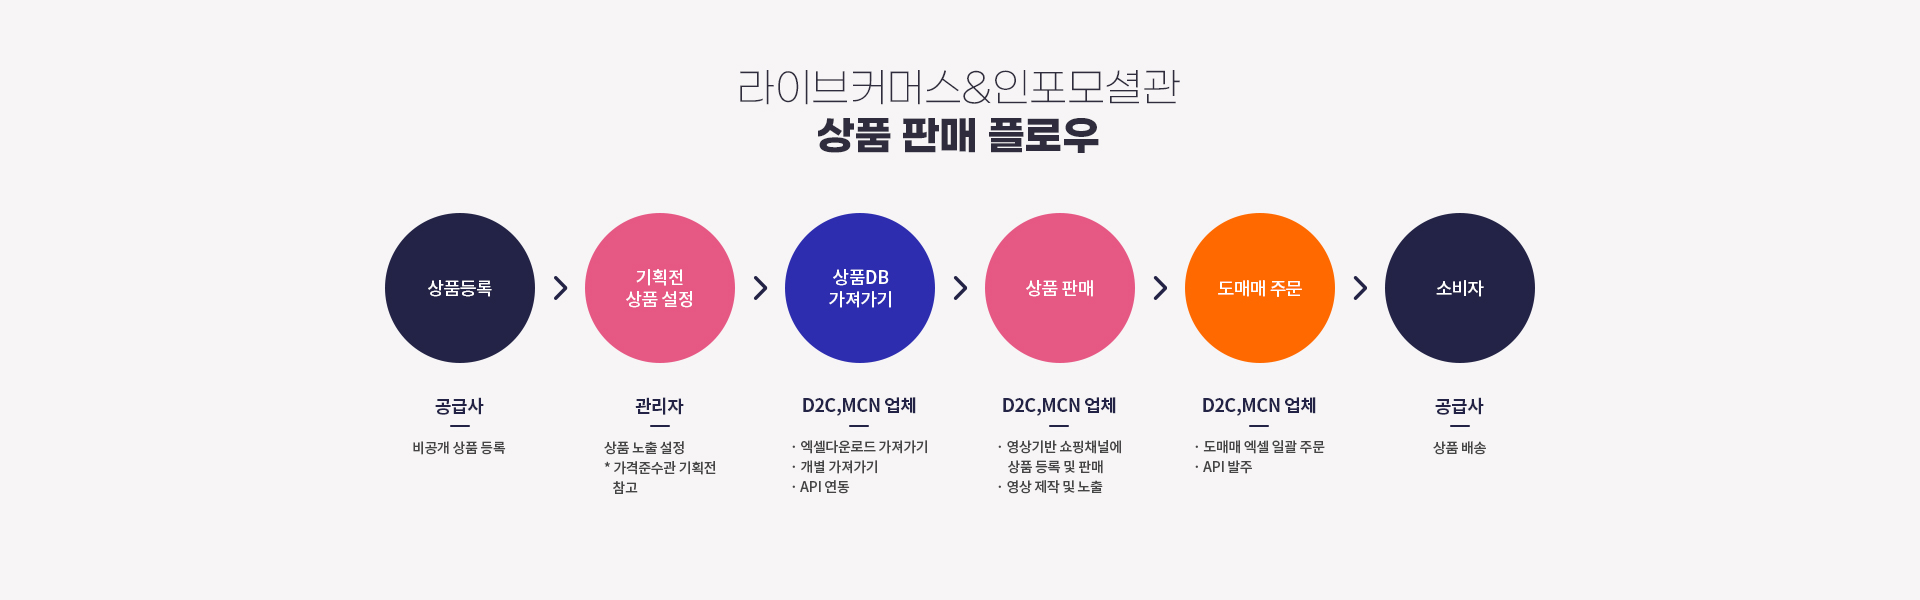 라이브커머스&인포모셜관
상품 판매 플로우
상품등록
기획전
상품 설정
상품DB
가져가기
상품 판매
도매매 주문
소비자
공급사
비공개 상품 등록
관리자
상품 노출 설정
* 가격준수관 기획전
참고
D2C,MCN 업체
· 엑셀다운로드 가져가기
· 개별 가져가기
· API 연동
D2C,MCN 업체
· 영상기반 쇼핑채널에
상품 등록 및 판매
· 영상 제작 및 노출
D2C,MCN 업체
· 도매매 엑셀 일괄 주문
· API 발주
공급사
상품 배송